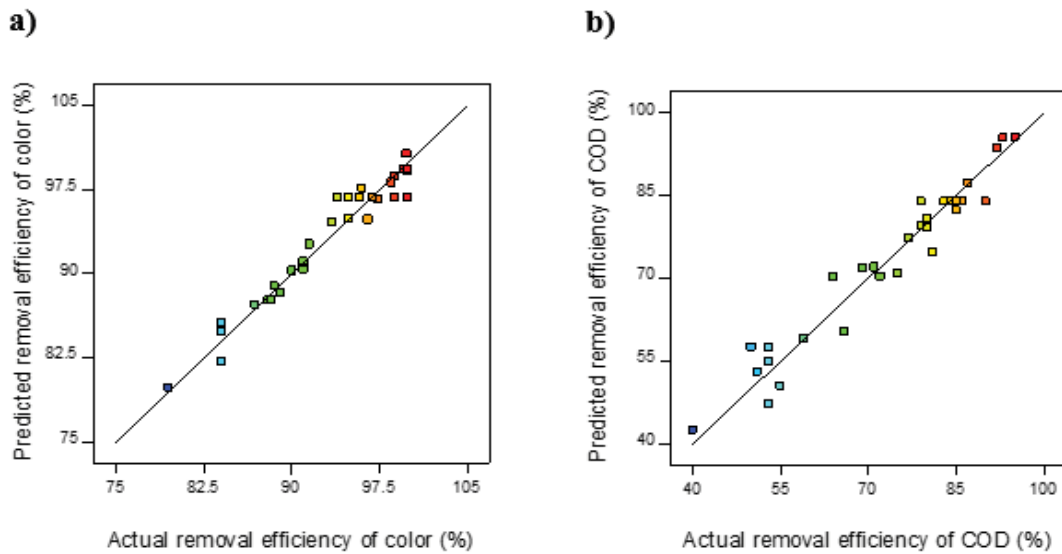 a)
Predicted removal efficiency of color (%)
105
97.5
90
82.5
75
75 82.5 90 97.5 105
Actual removal efficiency of color (%)
b)
Predicted removal efficiency of COD (%)
100
85
70
55
40
40 55 70 85 100
Actual removal efficiency of COD (%)